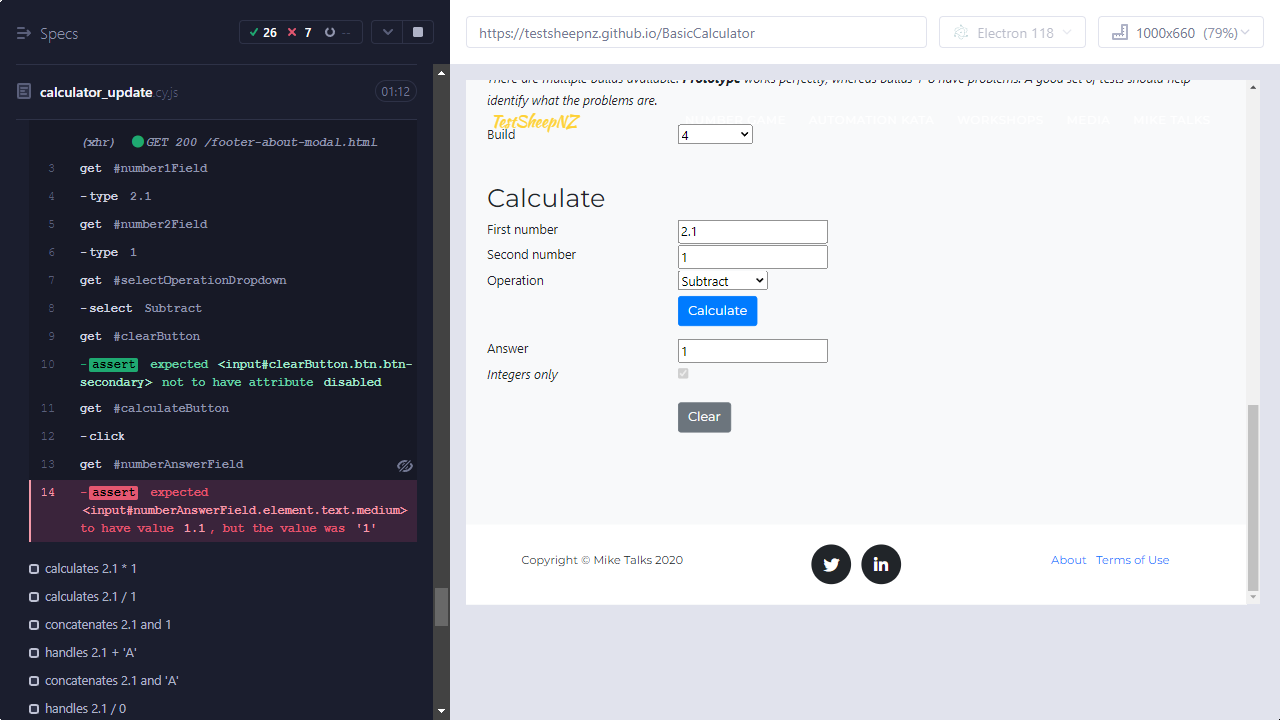 Specs
26 7 --
calculator_update.cy.js 01:12
(xhr) GET 200 /footer-about-modal.html
3 get #number1Field
4 -type 2.1
5 get #number2Field
6 -type 1
7 get #selectOperationDropdown
8 -select Subtract
9 get #clearButton
10 -assert expected <input#clearButton.btn.btn-
secondary> not to have attribute disabled
11 get #calculateButton
12 -click
13 get #numberAnswerField
14 -assert expected
<input#numberAnswerField.element.text.medium>
to have value 1.1, but the value was '1'
calculates 2.1 * 1
calculates 2.1 / 1
concatenates 2.1 and 1
handles 2.1 + 'A'
concatenates 2.1 and 'A'
handles 2.1 / 0
https://testsheepnz.github.io/BasicCalculator
Electron 118
1000x660 (79%)
There are multiple builds available. Prototype works perfectly, whereas builds 1-8 have problems. A good set of tests should help
identify what the problems are.
TestSheepNZ
AUTOMATION PATH WORKSHOPS MEDIA MIKE TALKS
Build 4
Calculate
First number 2.1
Second number 1
Operation Subtract
Calculate
Answer 1
Integers only
Clear
Copyright © Mike Talks 2020
in
About Terms of Use